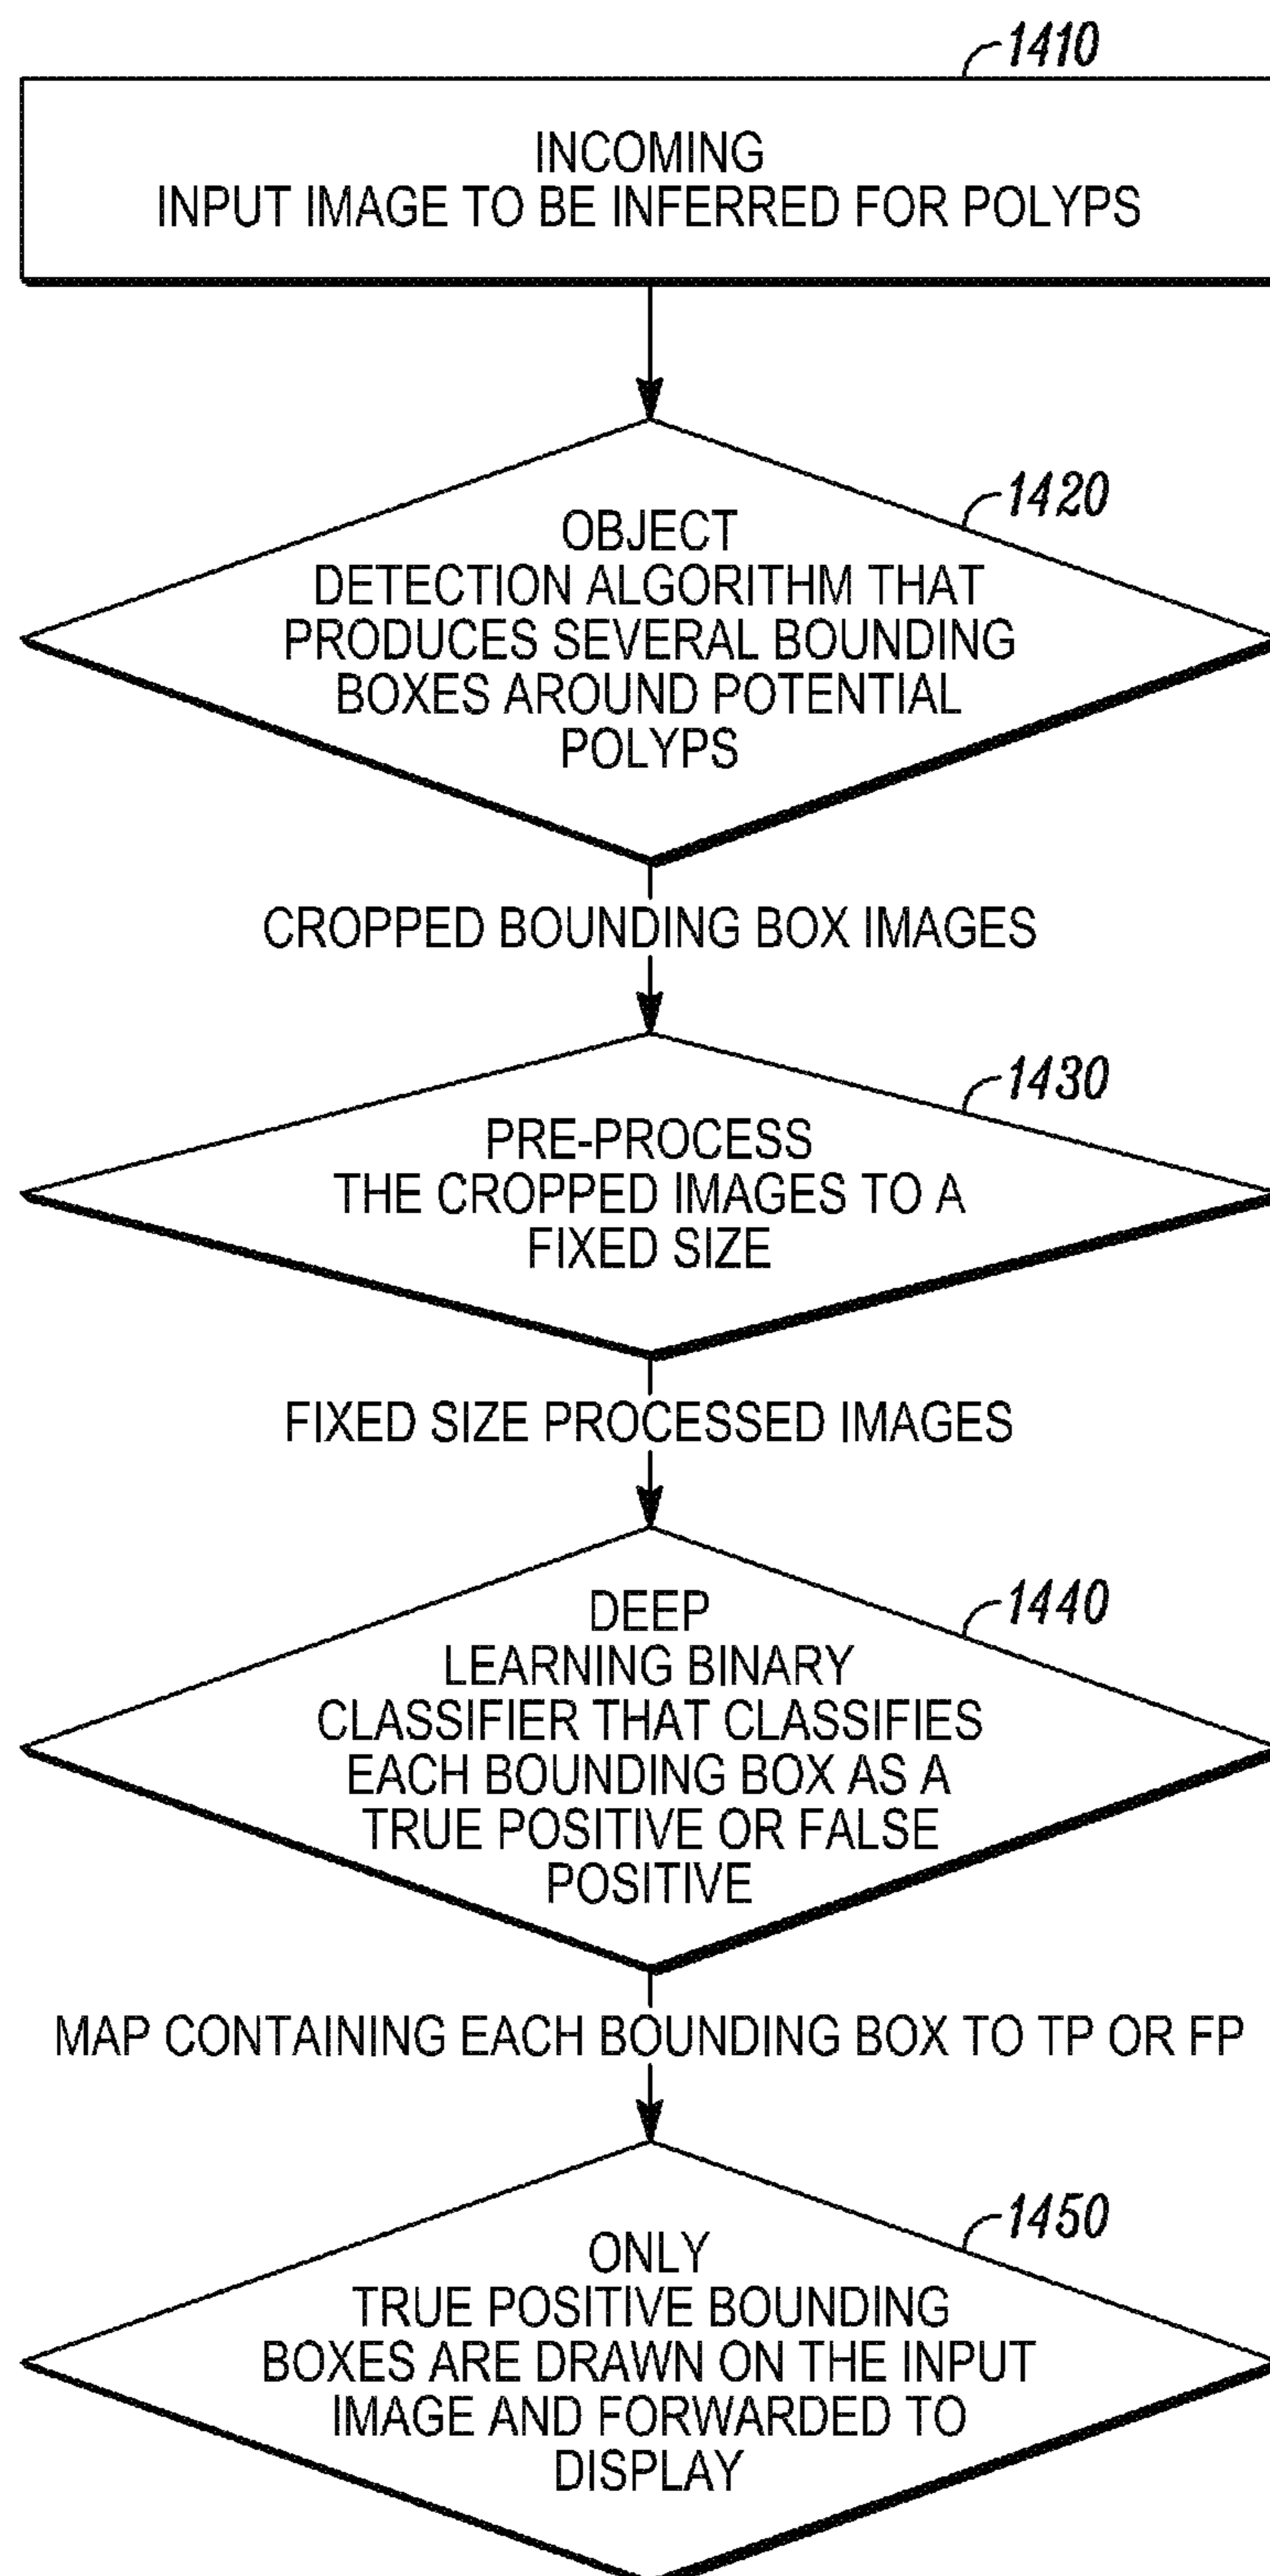 1410
INCOMING
INPUT IMAGE TO BE INFERRED FOR POLYPS
1420
OBJECT
DETECTION ALGORITHM THAT
PRODUCES SEVERAL BOUNDING
BOXES AROUND POTENTIAL
POLYPS
CROPPED BOUNDING BOX IMAGES
1430
PRE-PROCESS
THE CROPPED IMAGES TO A
FIXED SIZE
FIXED SIZE PROCESSED IMAGES
1440
DEEP
LEARNING BINARY
CLASSIFIER THAT CLASSIFIES
EACH BOUNDING BOX AS A
TRUE POSITIVE OR FALSE
POSITIVE
MAP CONTAINING EACH BOUNDING BOX TO TP OR FP
1450
ONLY
TRUE POSITIVE BOUNDING
BOXES ARE DRAWN ON THE INPUT
IMAGE AND FORWARDED TO
DISPLAY